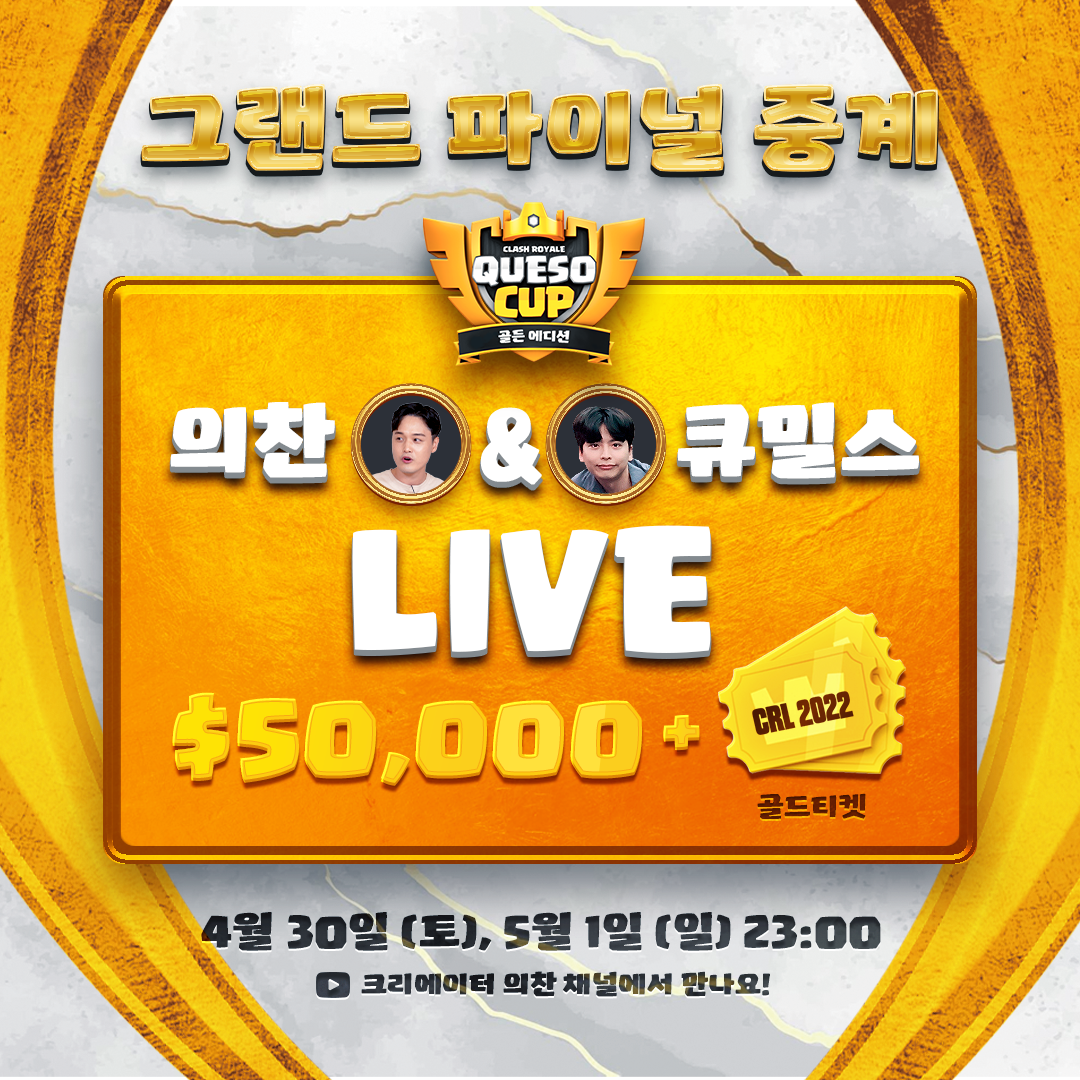 그랜드 파이널 중계
CLASH ROYALE
QUESO
CUP
골든 에디션
의찬 & 큐밀스
LIVE
$50,000 +
CRL 2022
골드티켓
4월 30일 (토), 5월 1일 (일) 23:00
크리에이터 의찬 채널에서 만나요!